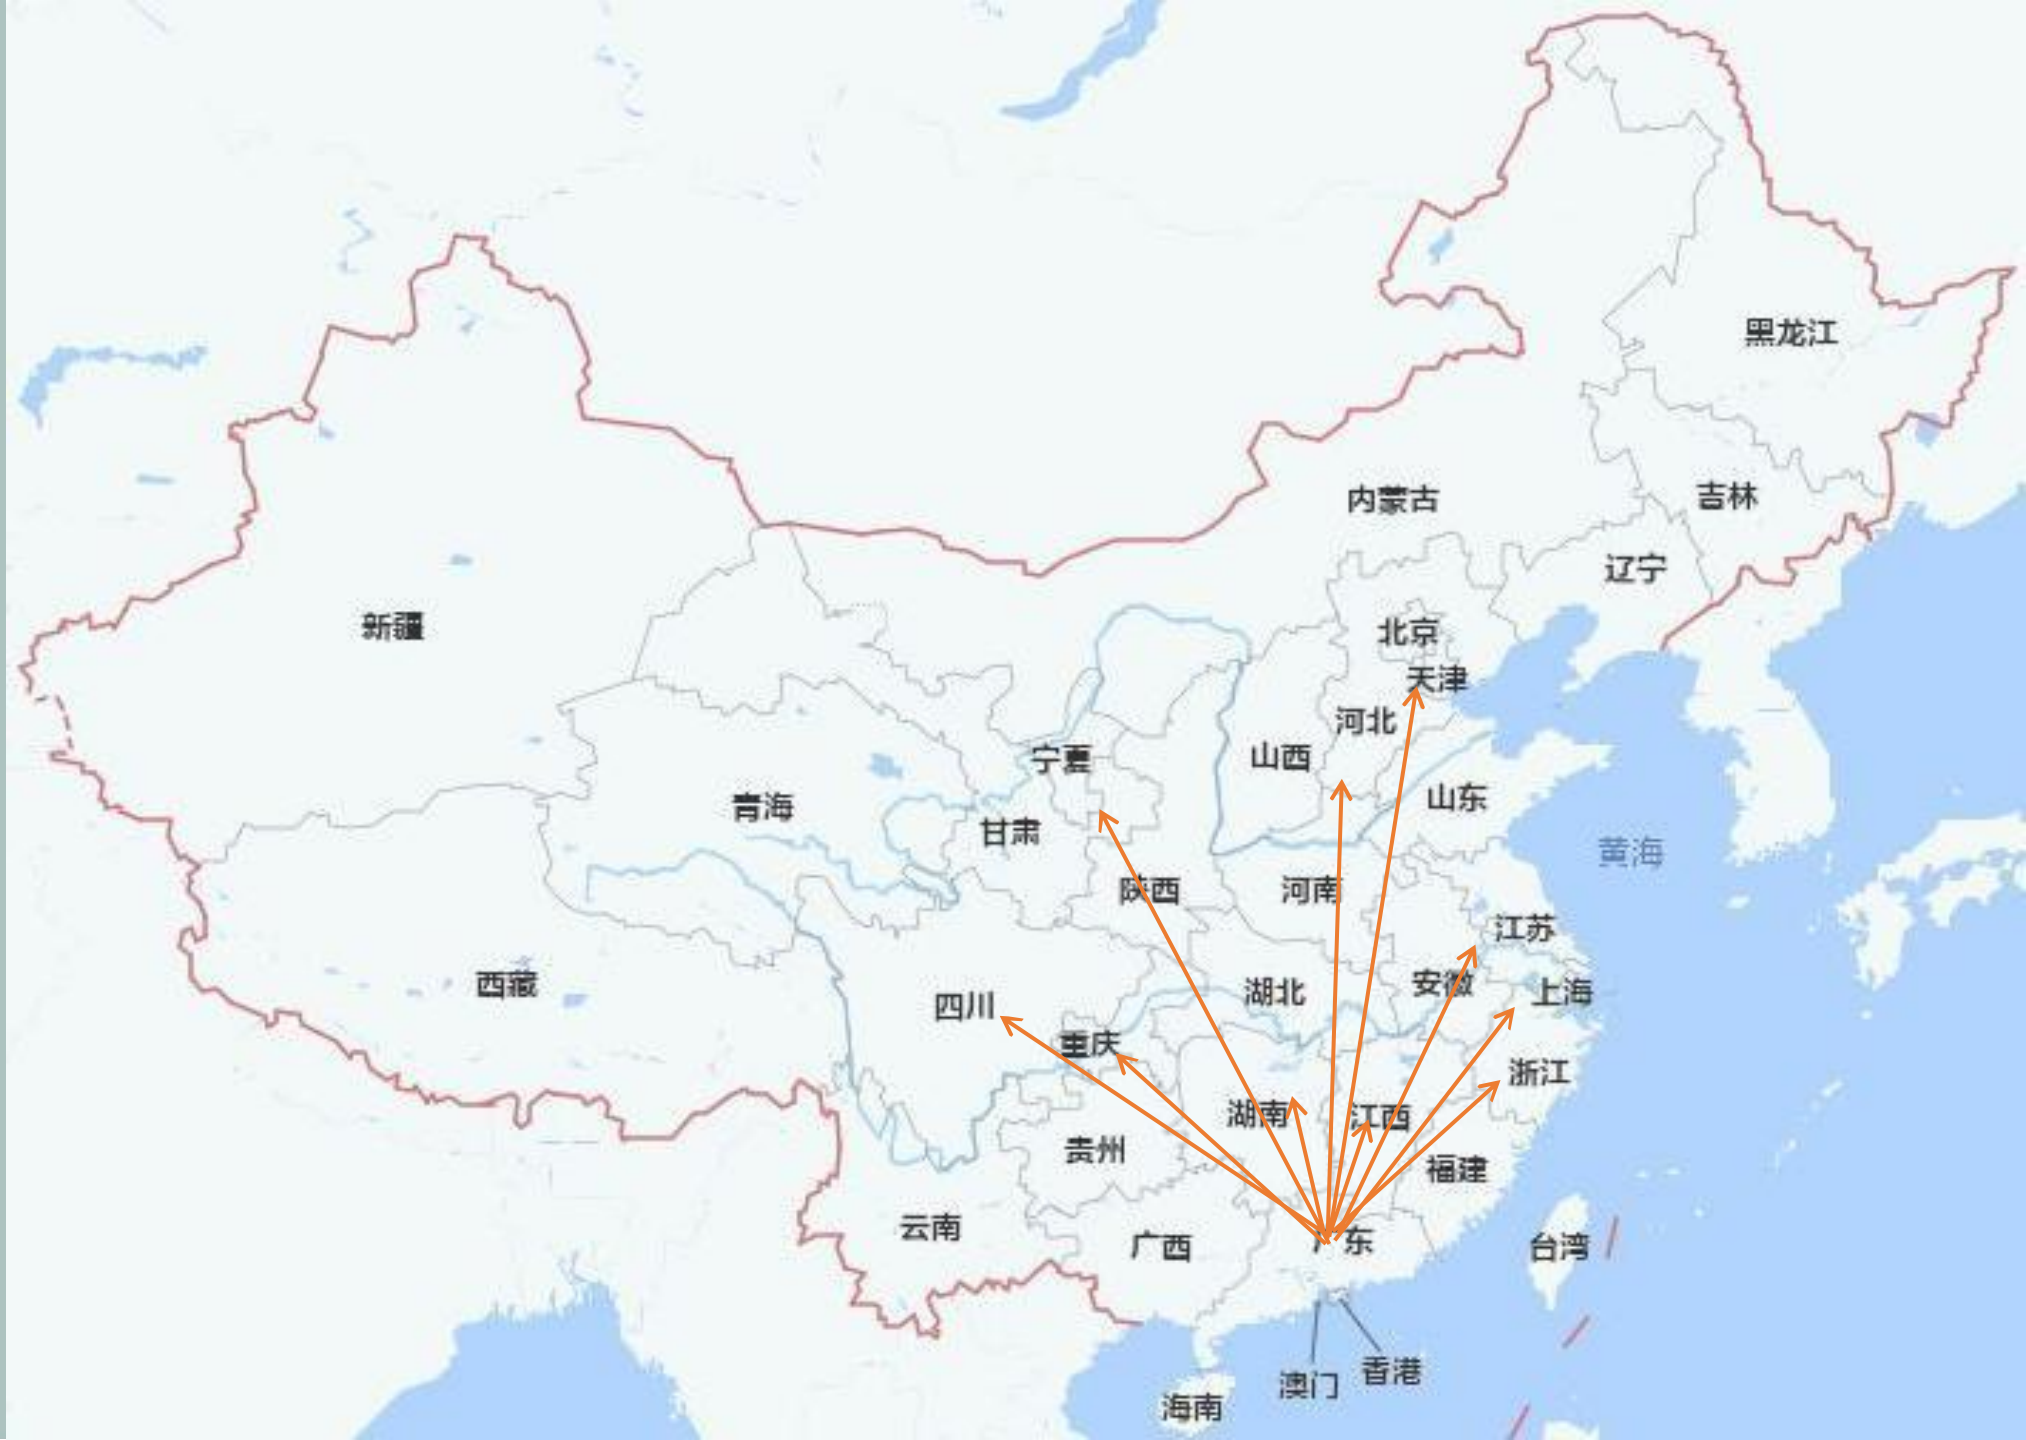 黑龙江
内蒙古
吉林
辽宁
新疆
北京
天津
河北
宁夏
山西
山东
青海
甘肃
黄海
陕西
河南
江苏
西藏
四川
湖北
安徽
上海
重庆
浙江
湖南
江西
贵州
福建
云南
广西
广东
台湾
澳门
香港
海南